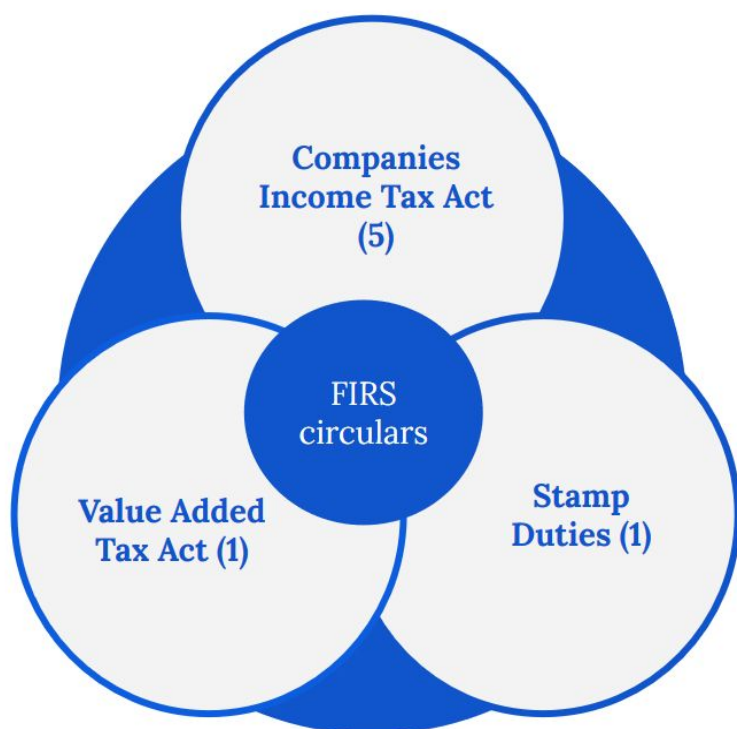 Companies
Income Tax Act
(5)
FIRS
circulars
Value Added
Tax Act (1)
Stamp
Duties (1)